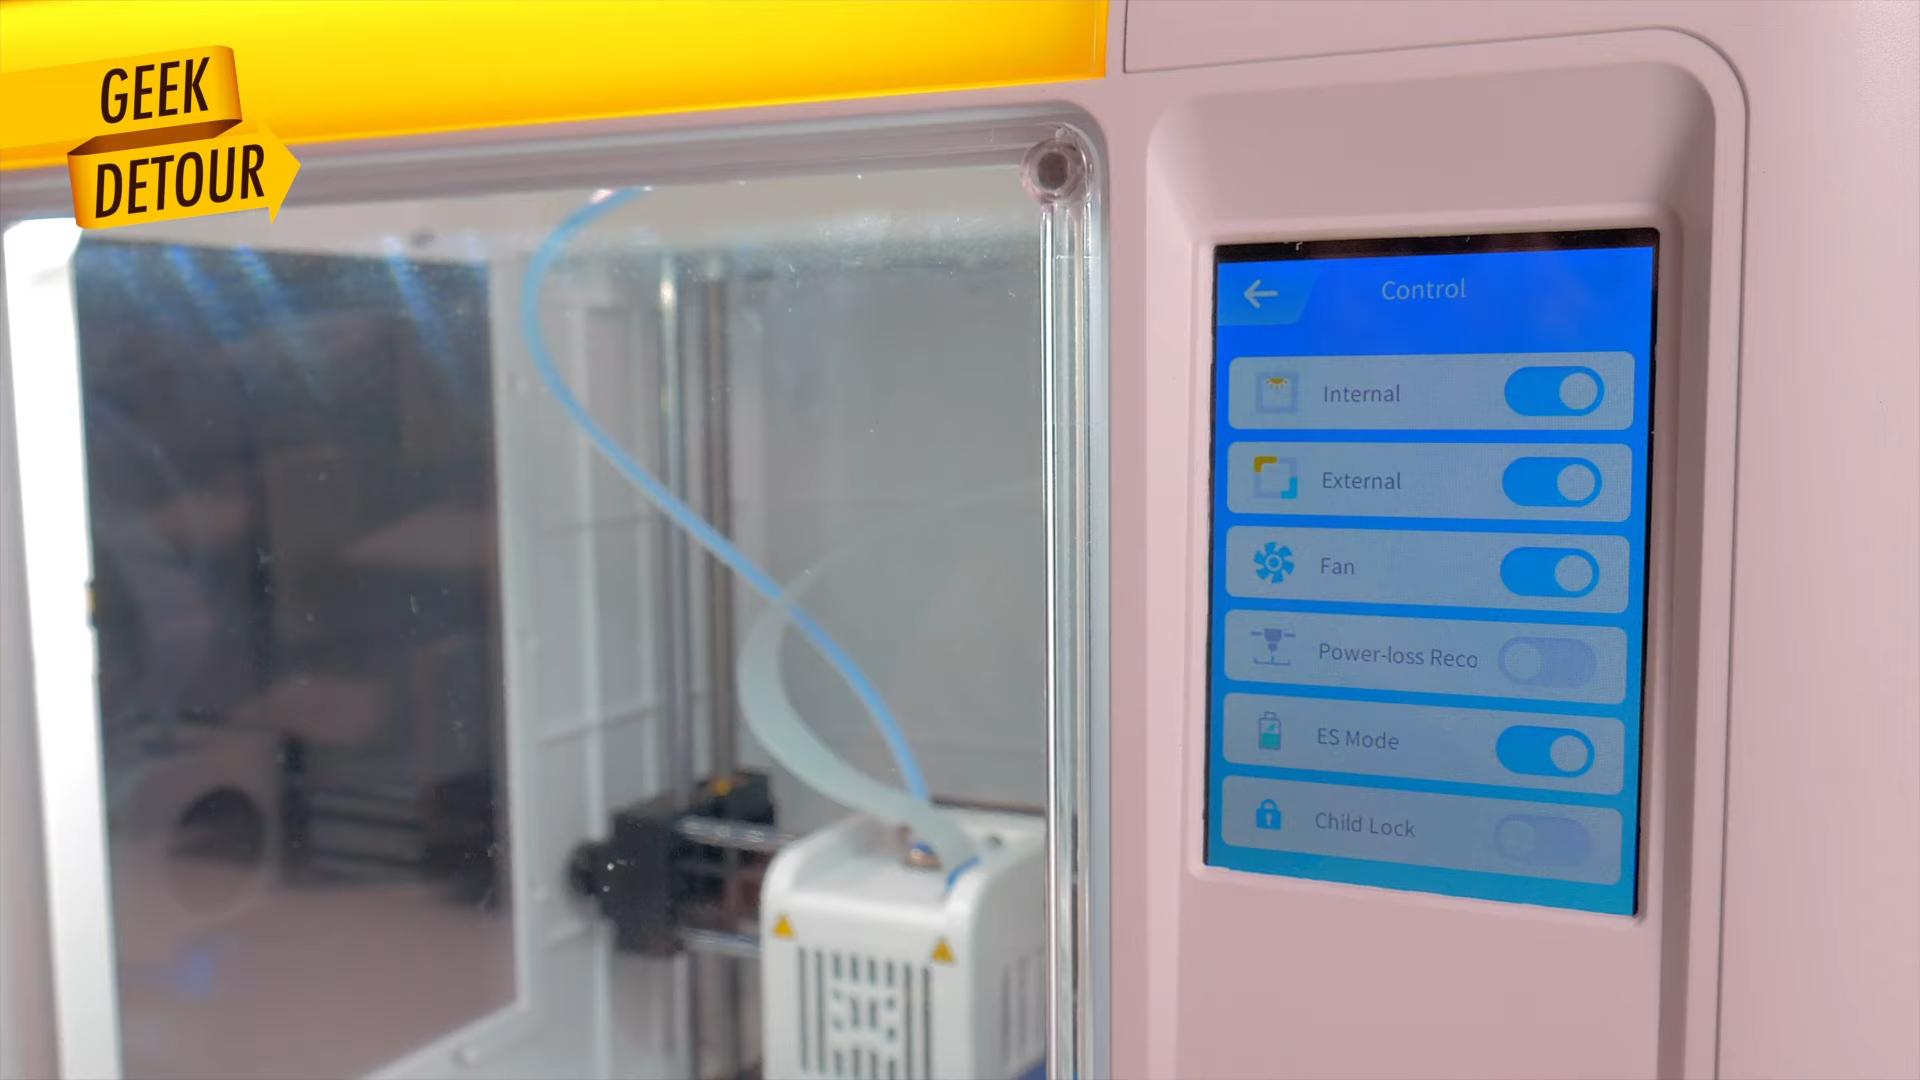 GEEK
DETOUR
Control
Internal
External
Fan
Power-loss Reco
ES Mode
Child Lock